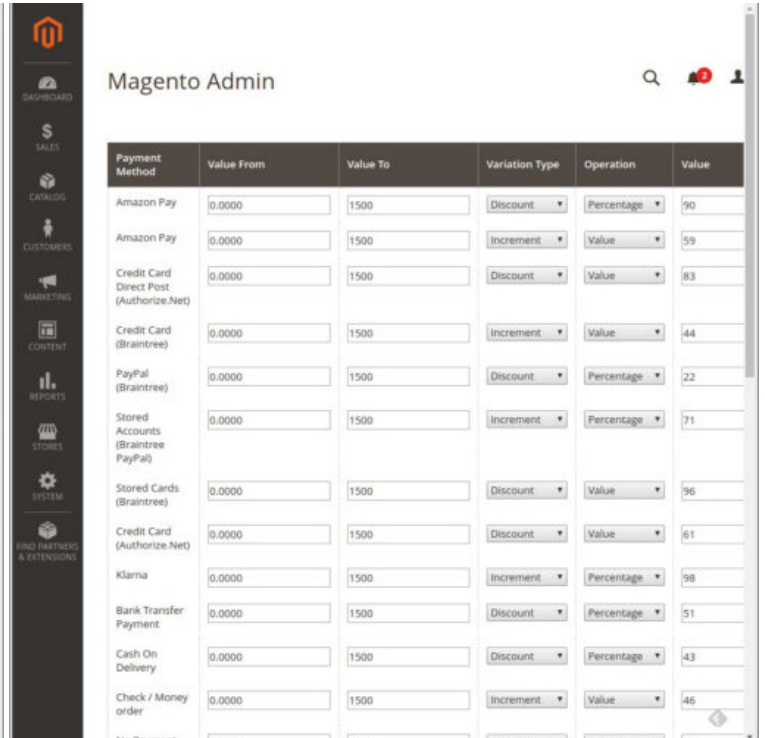 Magento Admin
2
DASHBOARD
SALES
CATALOG
CUSTOMERS
MARKETING
CONTENT
REPORTS
STORES
SYSTEM
FIND PARTNERS
& EXTENSIONS
Payment
Method Value From Value To Variation Type Operation Value
Amazon Pay 0.0000 1500 Discount Percentage 90
Amazon Pay 0.0000 1500 Increment Value 59
Credit Card 0.0000 1500 Discount Value 83
Direct Post
(Authorize.Net)
Credit Card 0.0000 1500 Increment Value 44
(Braintree)
PayPal 0.0000 1500 Discount Percentage 22
(Braintree)
Stored 0.0000 1500 Increment Percentage 71
Accounts
(Braintree
PayPal)
Stored Cards 0.0000 1500 Discount Value 96
(Braintree)
Credit Card 0.0000 1500 Discount Value 61
(Authorize.Net)
Klarna 0.0000 1500 Increment Percentage 98
Bank Transfer 0.0000 1500 Discount Percentage 51
Payment
Cash On 0.0000 1500 Discount Percentage 43
Delivery
Check / Money 0.0000 1500 Increment Value 46
order